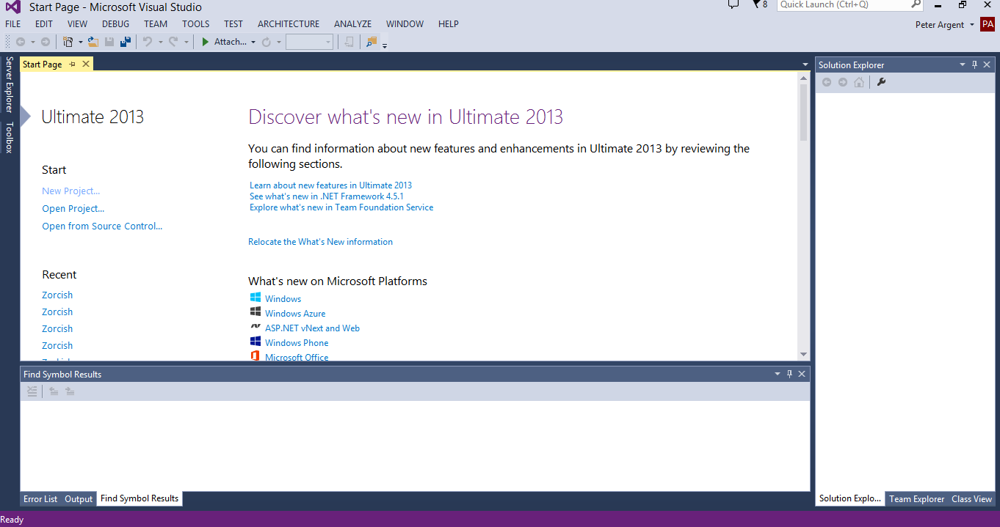 Start Page - Microsoft Visual Studio
8
Quick Launch (Ctrl+Q)
FILE EDIT VIEW DEBUG TEAM TOOLS TEST ARCHITECTURE ANALYZE WINDOW HELP
Peter Argent PA
Attach...
Server Explorer
Toolbox
Start Page
Ultimate 2013
Start
New Project...
Open Project...
Open from Source Control...
Recent
Zorcish
Zorcish
Zorcish
Zorcish
Discover what's new in Ultimate 2013
You can find information about new features and enhancements in Ultimate 2013 by reviewing the
following sections.
Learn about new features in Ultimate 2013
See what's new in .NET Framework 4.5.1
Explore what's new in Team Foundation Service
Relocate the What's New information
What's new on Microsoft Platforms
Windows
Windows Azure
ASP.NET vNext and Web
Windows Phone
Microsoft Office
Solution Explorer
Find Symbol Results
Error List Output Find Symbol Results
Solution Explo... Team Explorer Class View
Ready